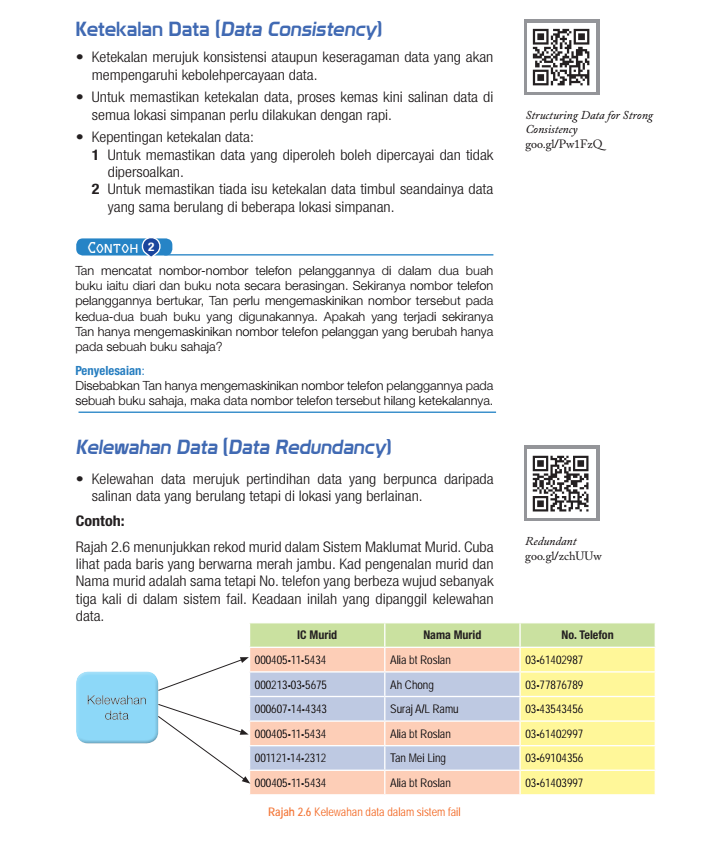 Ketekalan Data (Data Consistency)
• Ketekalan merujuk konsistensi ataupun keseragaman data yang akan
mempengaruhi kebolehpercayaan data.
• Untuk memastikan ketekalan data, proses kemas kini salinan data di
semua lokasi simpanan perlu dilakukan dengan rapi.
• Kepentingan ketekalan data:
1 Untuk memastikan data yang diperoleh boleh dipercayai dan tidak
dipersoalkan.
2 Untuk memastikan tiada isu ketekalan data timbul seandainya data
yang sama berulang di beberapa lokasi simpanan.
Structuring Data for Strong
Consistency
goo.gl/Pw1FzQ
CONTOH 2
Tan mencatat nombor-nombor telefon pelanggannya di dalam dua buah
buku iaitu diari dan buku nota secara berasingan. Sekiranya nombor telefon
pelanggannya bertukar, Tan perlu mengemaskinikan nombor tersebut pada
kedua-dua buah buku yang digunakannya. Apakah yang terjadi sekiranya
Tan hanya mengemaskinikan nombor telefon pelanggan yang berubah hanya
pada sebuah buku sahaja?
Penyelesaian:
Disebabkan Tan hanya mengemaskinikan nombor telefon pelanggannya pada
sebuah buku sahaja, maka data nombor telefon tersebut hilang ketekalannya.
Kelewahan Data (Data Redundancy)
• Kelewahan data merujuk pertindihan data yang berpunca daripada
salinan data yang berulang tetapi di lokasi yang berlainan.
Redundant
goo.gl/zchUUw
Contoh:
Rajah 2.6 menunjukkan rekod murid dalam Sistem Maklumat Murid. Cuba
lihat pada baris yang berwarna merah jambu. Kad pengenalan murid dan
Nama murid adalah sama tetapi No. telefon yang berbeza wujud sebanyak
tiga kali di dalam sistem fail. Keadaan inilah yang dipanggil kelewahan
data.
Kelewahan
data
IC Murid Nama Murid No. Telefon
000405-11-5434 Alia bt Roslan 03-61402987
000213-03-5675 Ah Chong 03-77876789
000607-14-4343 Suraj A/L Ramu 03-43543456
000405-11-5434 Alia bt Roslan 03-61402997
001121-14-2312 Tan Mei Ling 03-69104356
000405-11-5434 Alia bt Roslan 03-61403997
Rajah 2.6 Kelewahan data dalam sistem fail